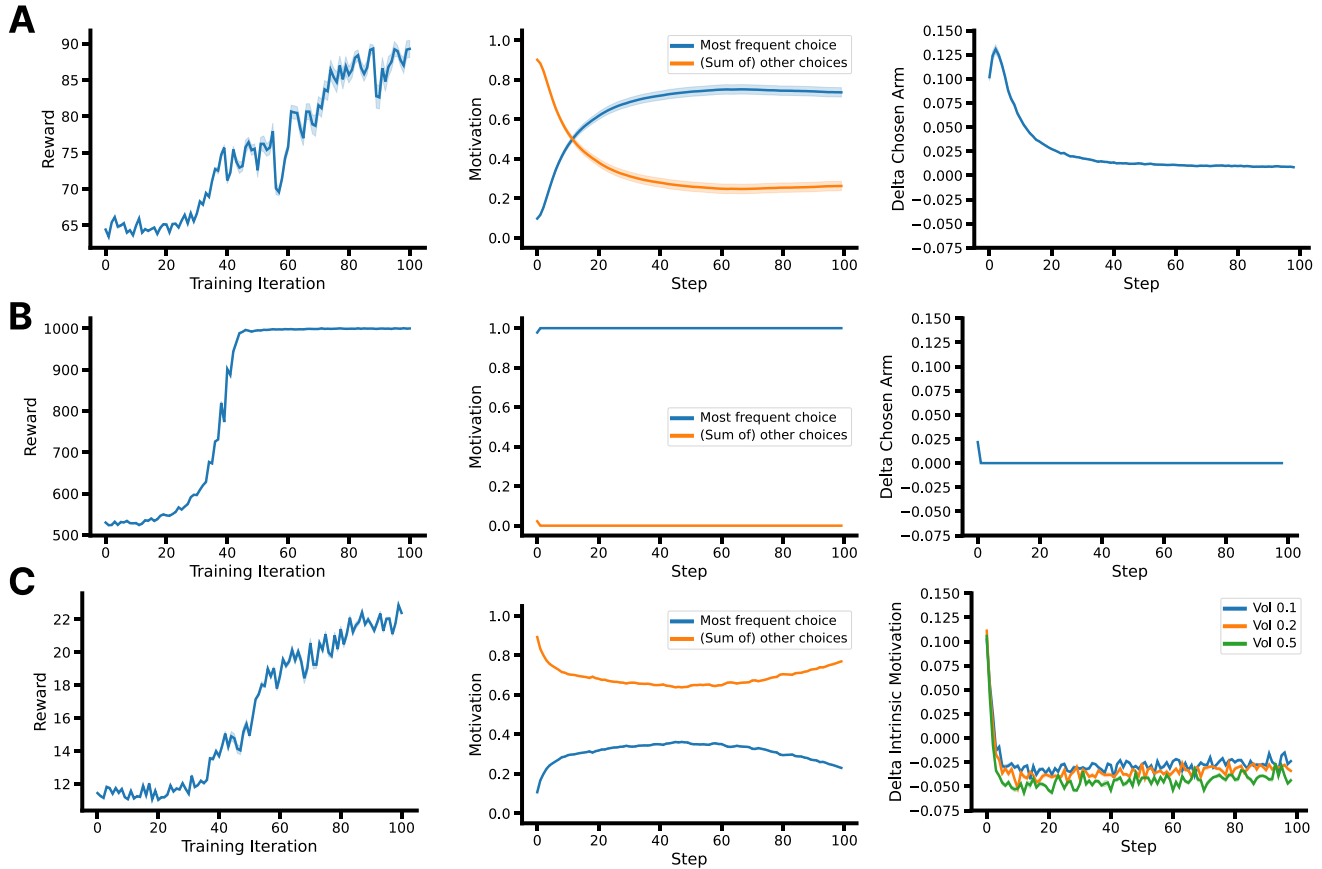 A
90
85
80
75
70
65
Reward
0 20 40 60 80 100
Training Iteration
1.0
0.8
0.6
0.4
0.2
0.0
Motivation
Most frequent choice
(Sum of) other choices
0 20 40 60 80 100
Step
0.150
0.125
0.100
0.075
0.050
0.025
0.000
−0.025
−0.050
−0.075
Delta Chosen Arm
0 20 40 60 80 100
Step
B
1000
900
800
700
600
500
Reward
0 20 40 60 80 100
Training Iteration
1.0
0.8
0.6
0.4
0.2
0.0
Motivation
Most frequent choice
(Sum of) other choices
0 20 40 60 80 100
Step
0.150
0.125
0.100
0.075
0.050
0.025
0.000
−0.025
−0.050
−0.075
Delta Chosen Arm
0 20 40 60 80 100
Step
C
22
20
18
16
14
12
Reward
0 20 40 60 80 100
Training Iteration
1.0
0.8
0.6
0.4
0.2
0.0
Motivation
Most frequent choice
(Sum of) other choices
0 20 40 60 80 100
Step
0.150
0.125
0.100
0.075
0.050
0.025
0.000
−0.025
−0.050
−0.075
Delta Intrinsic Motivation
Vol 0.1
Vol 0.2
Vol 0.5
0 20 40 60 80 100
Step